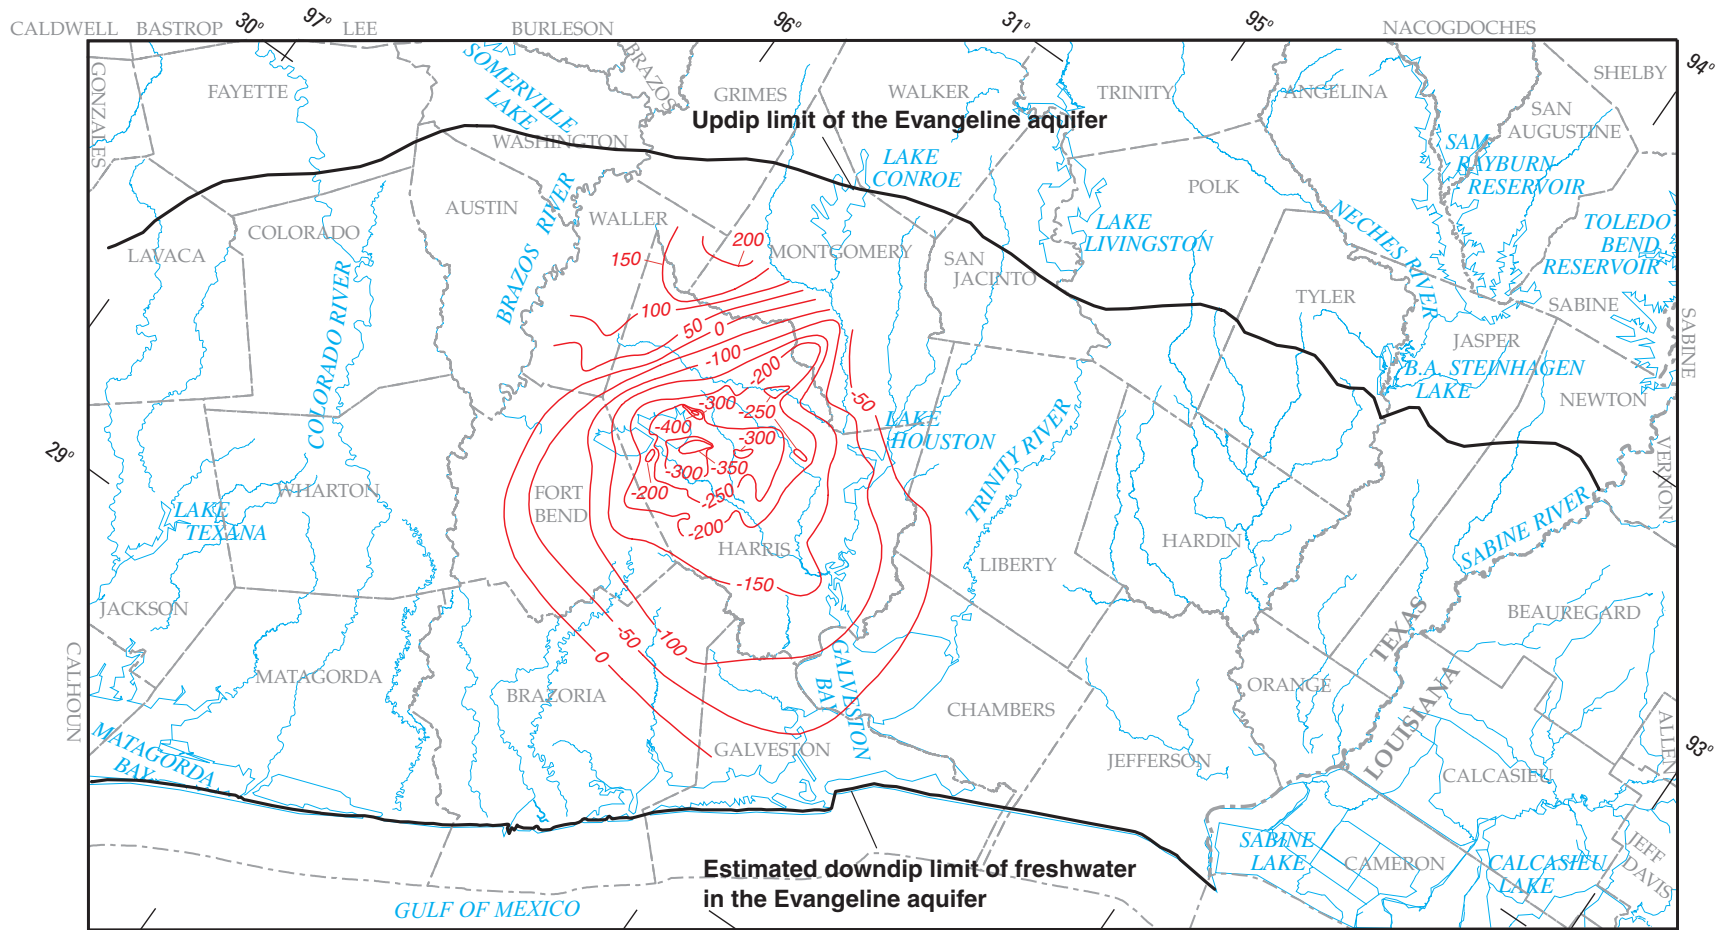 CALDWELL BASTROP 30° 97° LEE BURLESON 96° 31° 95° NACOGDOCHES
94°
GONZALES
FAYETTE
SOMERVILLE
LAKE
BRAZOS
GRIMES
WALKER
TRINITY
ANGELINA
SHELBY
SAN
AUGUSTINE
Updip limit of the Evangeline aquifer
WASHINGTON
LAKE
CONROE
SAM
RAYBURN
RESERVOIR
POLK
AUSTIN
BRAZOS RIVER
WALLER
LAVACA
COLORADO
COLORADO RIVER
MONTGOMERY
SAN
JACINTO
LAKE
LIVINGSTON
NECHES RIVER
TOLEDO
BEND
RESERVOIR
200
150
100
50
0
-100
-200
-300
-250
-400
-300
-300
-350
-200
-250
-200
-150
-50
-100
-50
0
TYLER
SABINE
JASPER
SABINE
B.A. STEINHAGEN
LAKE
NEWTON
VERNON
29°
LAKE
HOUSTON
TRINITY RIVER
WHARTON
LAKE
TEXANA
FORT
BEND
HARRIS
LIBERTY
HARDIN
SABINE RIVER
JACKSON
BEAUREGARD
TEXAS
LOUISIANA
CALHOUN
MATAGORDA
BRAZORIA
GALVESTON
BAY
CHAMBERS
ORANGE
ALLEN
93°
MATAGORDA
BAY
GALVESTON
JEFFERSON
CALCASIEU
SABINE
LAKE
CAMERON
CALCASIEU
LAKE
JEFF
DAVIS
Estimated downdip limit of freshwater
in the Evangeline aquifer
GULF OF MEXICO